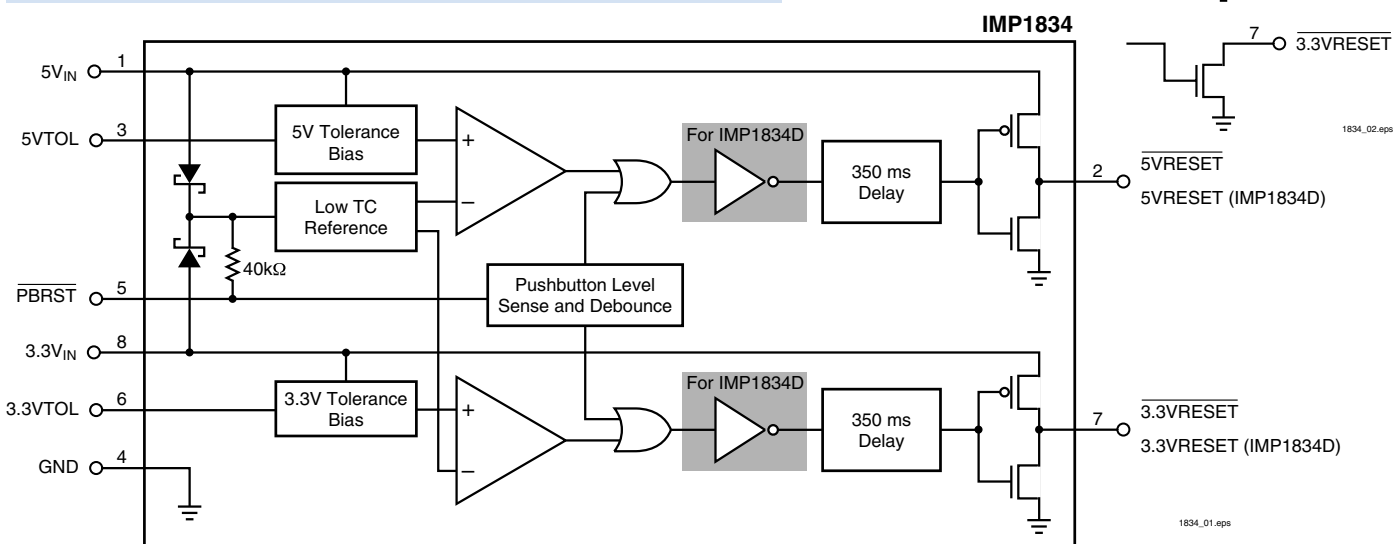 IMP1834
7
3.3VRESET
1834_02.eps
5VIN
1
5VTOL
3
5V Tolerance
Bias
Low TC
Reference
40kΩ
PBRST
5
Pushbutton Level
Sense and Debounce
+
−
For IMP1834D
350 ms
Delay
2
5VRESET
5VRESET (IMP1834D)
3.3VIN
8
3.3VTOL
6
3.3V Tolerance
Bias
+
−
For IMP1834D
350 ms
Delay
7
3.3VRESET
3.3VRESET (IMP1834D)
GND
4
1834_01.eps